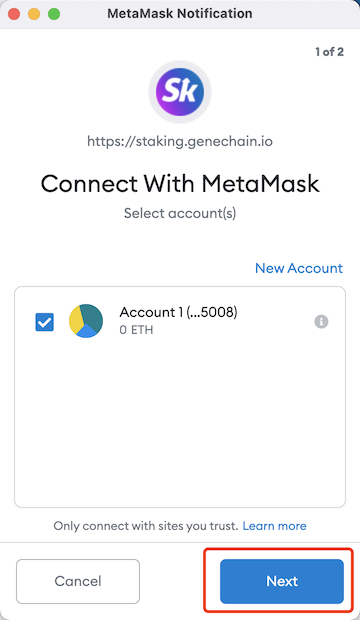 MetaMask Notification
1 of 2
Sk
https://staking.genechain.io
Connect With MetaMask
Select account(s)
New Account
Account 1 (...5008)
0 ETH
Only connect with sites you trust. Learn more
Cancel
Next